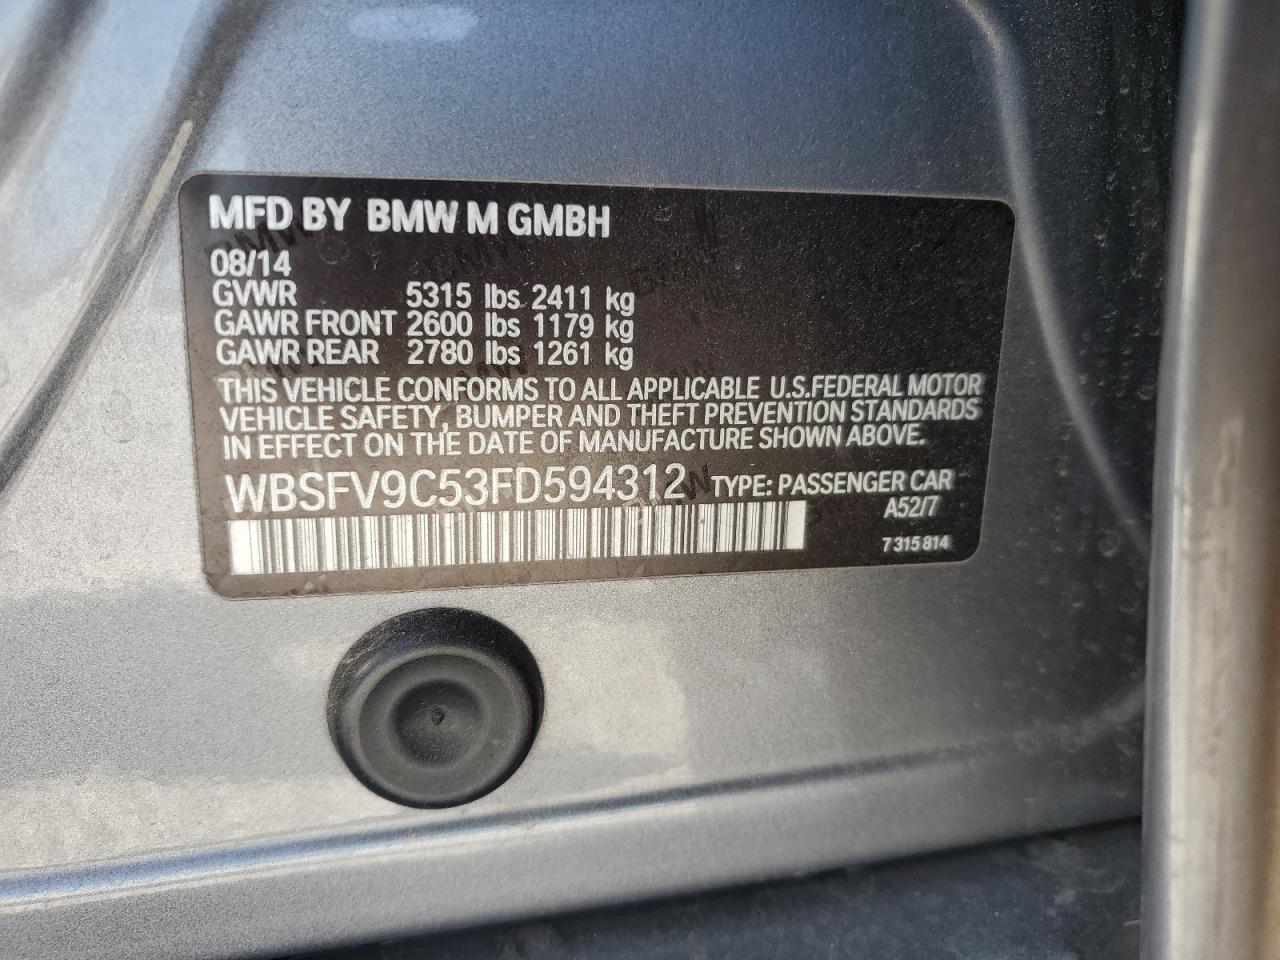 MFD BY BMW M GMBH
08/14
GVWR 5315 lbs 2411 kg
GAWR FRONT 2600 lbs 1179 kg
GAWR REAR 2780 lbs 1261 kg
THIS VEHICLE CONFORMS TO ALL APPLICABLE U.S.FEDERAL MOTOR
VEHICLE SAFETY, BUMPER AND THEFT PREVENTION STANDARDS
IN EFFECT ON THE DATE OF MANUFACTURE SHOWN ABOVE.
WBSFV9C53FD594312 TYPE: PASSENGER CAR
A52/7
7 315 814